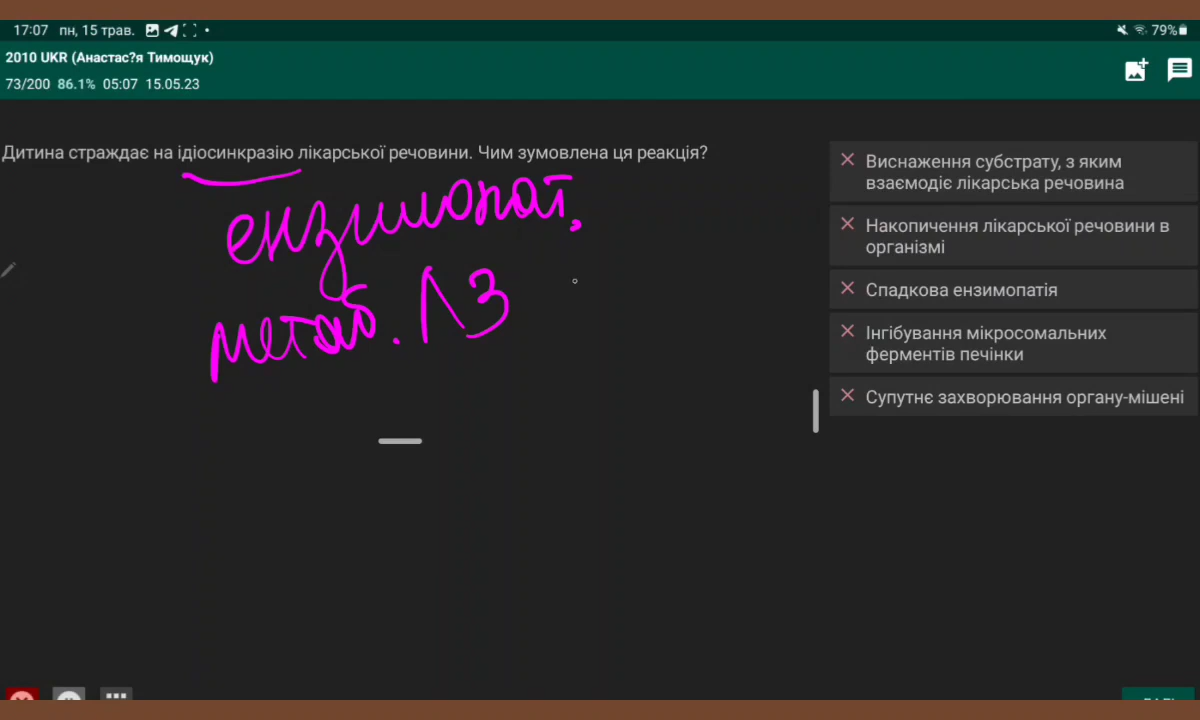 17:07 пн, 15 трав. 79%
2010 UKR (Анастас?я Тимощук)
73/200 86.1% 05:07 15.05.23
Дитина страждає на ідіосинкразію лікарської речовини. Чим зумовлена ця реакція?
ензимопат.
метаб. ЛЗ
Виснаження субстрату, з яким
взаємодіє лікарська речовина
Накопичення лікарської речовини в
організмі
Спадкова ензимопатія
Інгібування мікросомальних
ферментів печінки
Супутнє захворювання органу-мішені